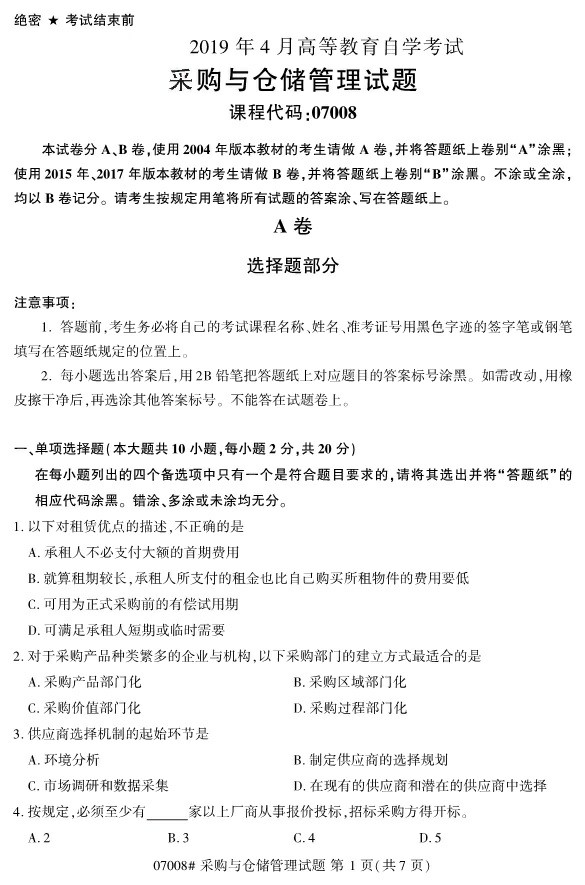 绝密 ★ 考试结束前
2019 年 4 月高等教育自学考试
采购与仓储管理试题
课程代码:07008
本试卷分 A、B 卷,使用 2004 年版本教材的考生请做 A 卷,并将答题纸上卷别“A”涂黑;
使用 2015 年、2017 年版本教材的考生请做 B 卷,并将答题纸上卷别“B”涂黑。不涂或全涂,
均以 B 卷记分。请考生按规定用笔将所有试题的答案涂、写在答题纸上。
A 卷
选择题部分
注意事项:
1. 答题前,考生务必将自己的考试课程名称、姓名、准考证号用黑色字迹的签字笔或钢笔
填写在答题纸规定的位置上。
2. 每小题选出答案后,用 2B 铅笔把答题纸上对应题目的答案标号涂黑。如需改动,用橡
皮擦干净后,再选涂其他答案标号。不能答在试题卷上。
一、单项选择题(本大题共 10 小题,每小题 2 分,共 20 分)
在每小题列出的四个备选项中只有一个是符合题目要求的,请将其选出并将“答题纸”的
相应代码涂黑。错涂、多涂或未涂均无分。
1. 以下对租赁优点的描述,不正确的是
A. 承租人不必支付大额的首期费用
B. 就算租期较长,承租人所支付的租金也比自己购买所租物件的费用要低
C. 可用为正式采购前的有偿试用期
D. 可满足承租人短期或临时需要
2. 对于采购产品种类繁多的企业与机构,以下采购部门的建立方式最适合的是
A. 采购产品部门化 B. 采购区域部门化
C. 采购价值部门化 D. 采购过程部门化
3. 供应商选择机制的起始环节是
A. 环境分析 B. 制定供应商的选择规划
C. 市场调研和数据采集 D. 在现有的供应商和潜在的供应商中选择
4. 按规定,必须至少有______家以上厂商从事报价投标,招标采购方得开标。
A. 2 B. 3 C. 4 D. 5
07008# 采购与仓储管理试题 第 1 页(共 7 页)